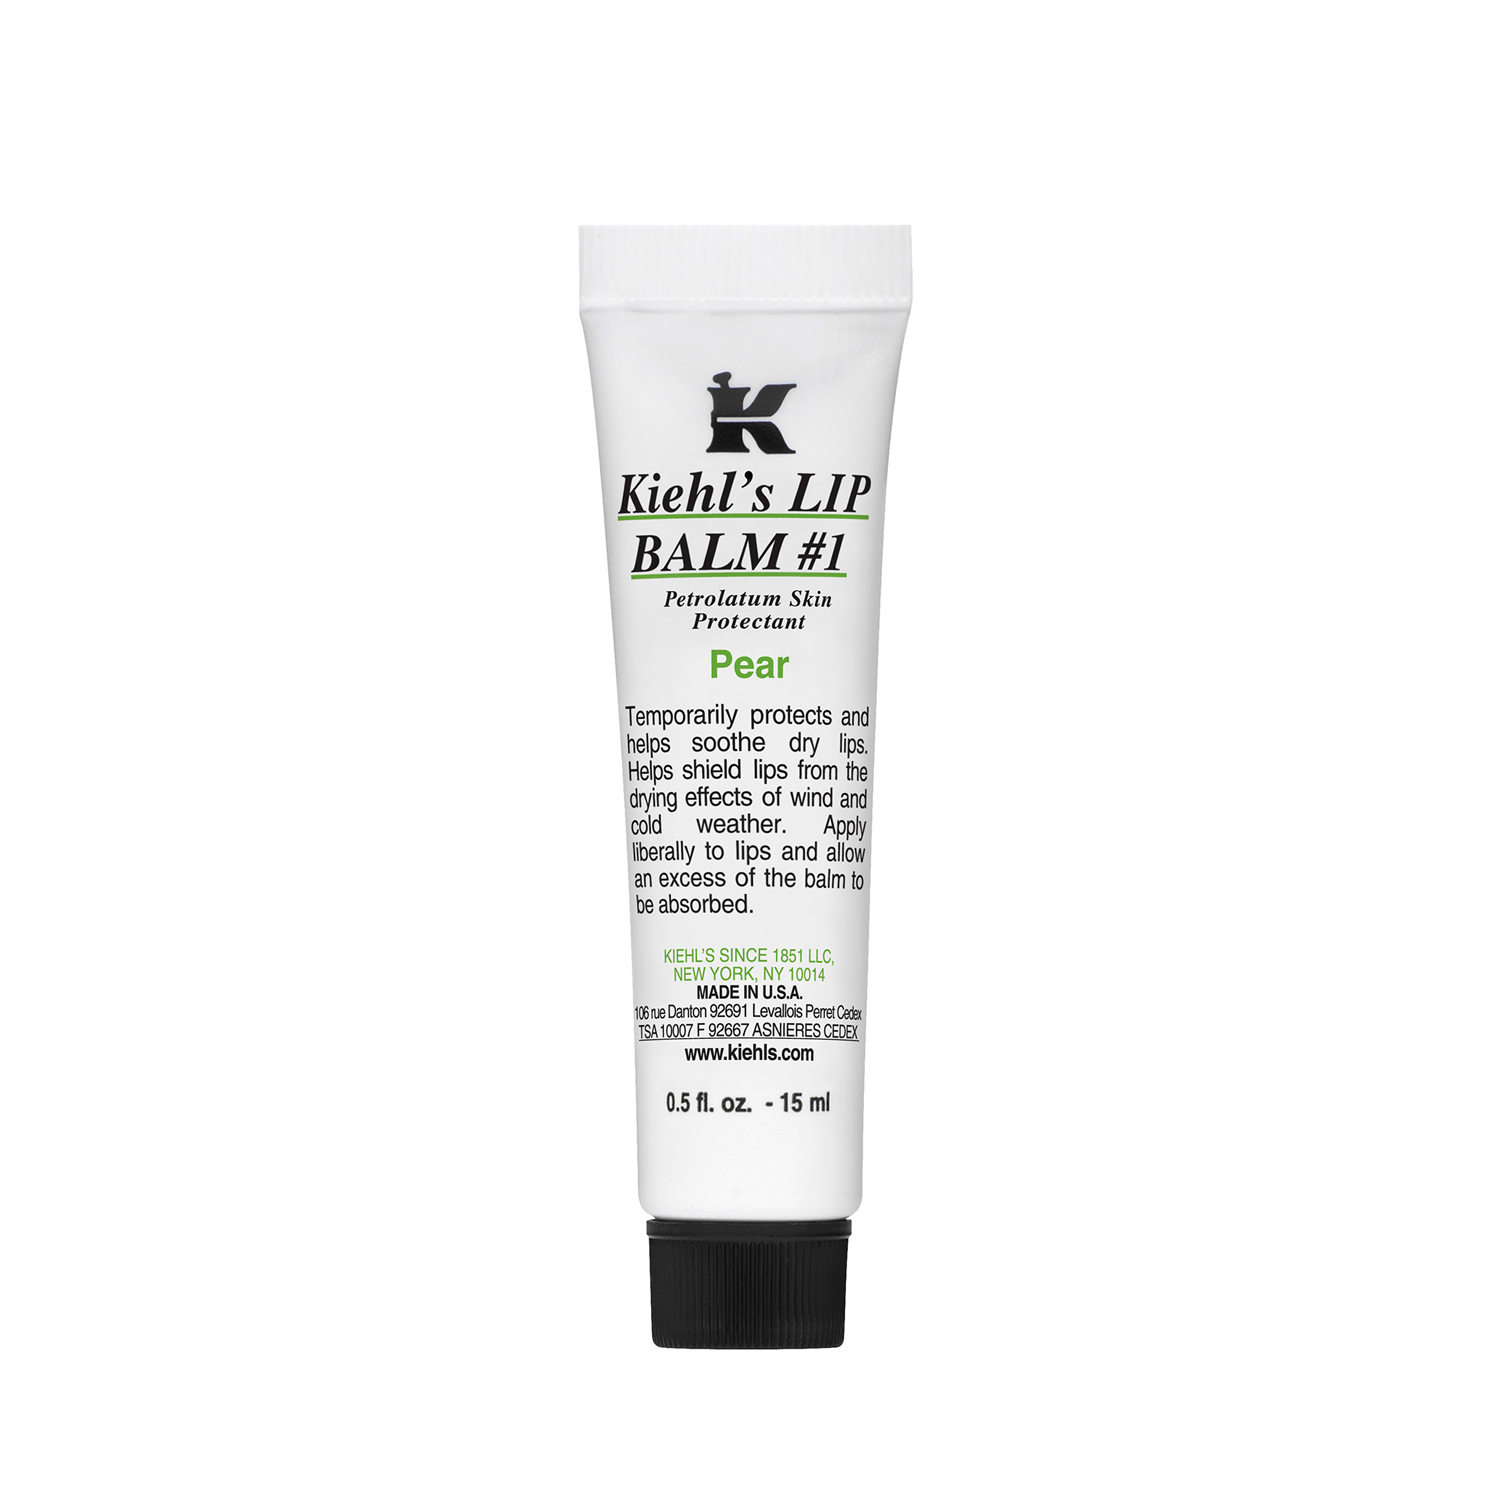 K
Kiehl's LIP
BALM #1
Petrolatum Skin
Protectant
Pear
Temporarily protects and
helps soothe dry lips.
Helps shield lips from the
drying effects of wind and
cold weather. Apply
liberally to lips and allow
an excess of the balm to
be absorbed.
KIEHL'S SINCE 1851 LLC,
NEW YORK, NY 10014
MADE IN U.S.A.
106 rue Danton 92691 Levallois Perret Cedex
TSA 10007 F 92667 ASNIERES CEDEX
www.kiehls.com
0.5 fl. oz. - 15 ml